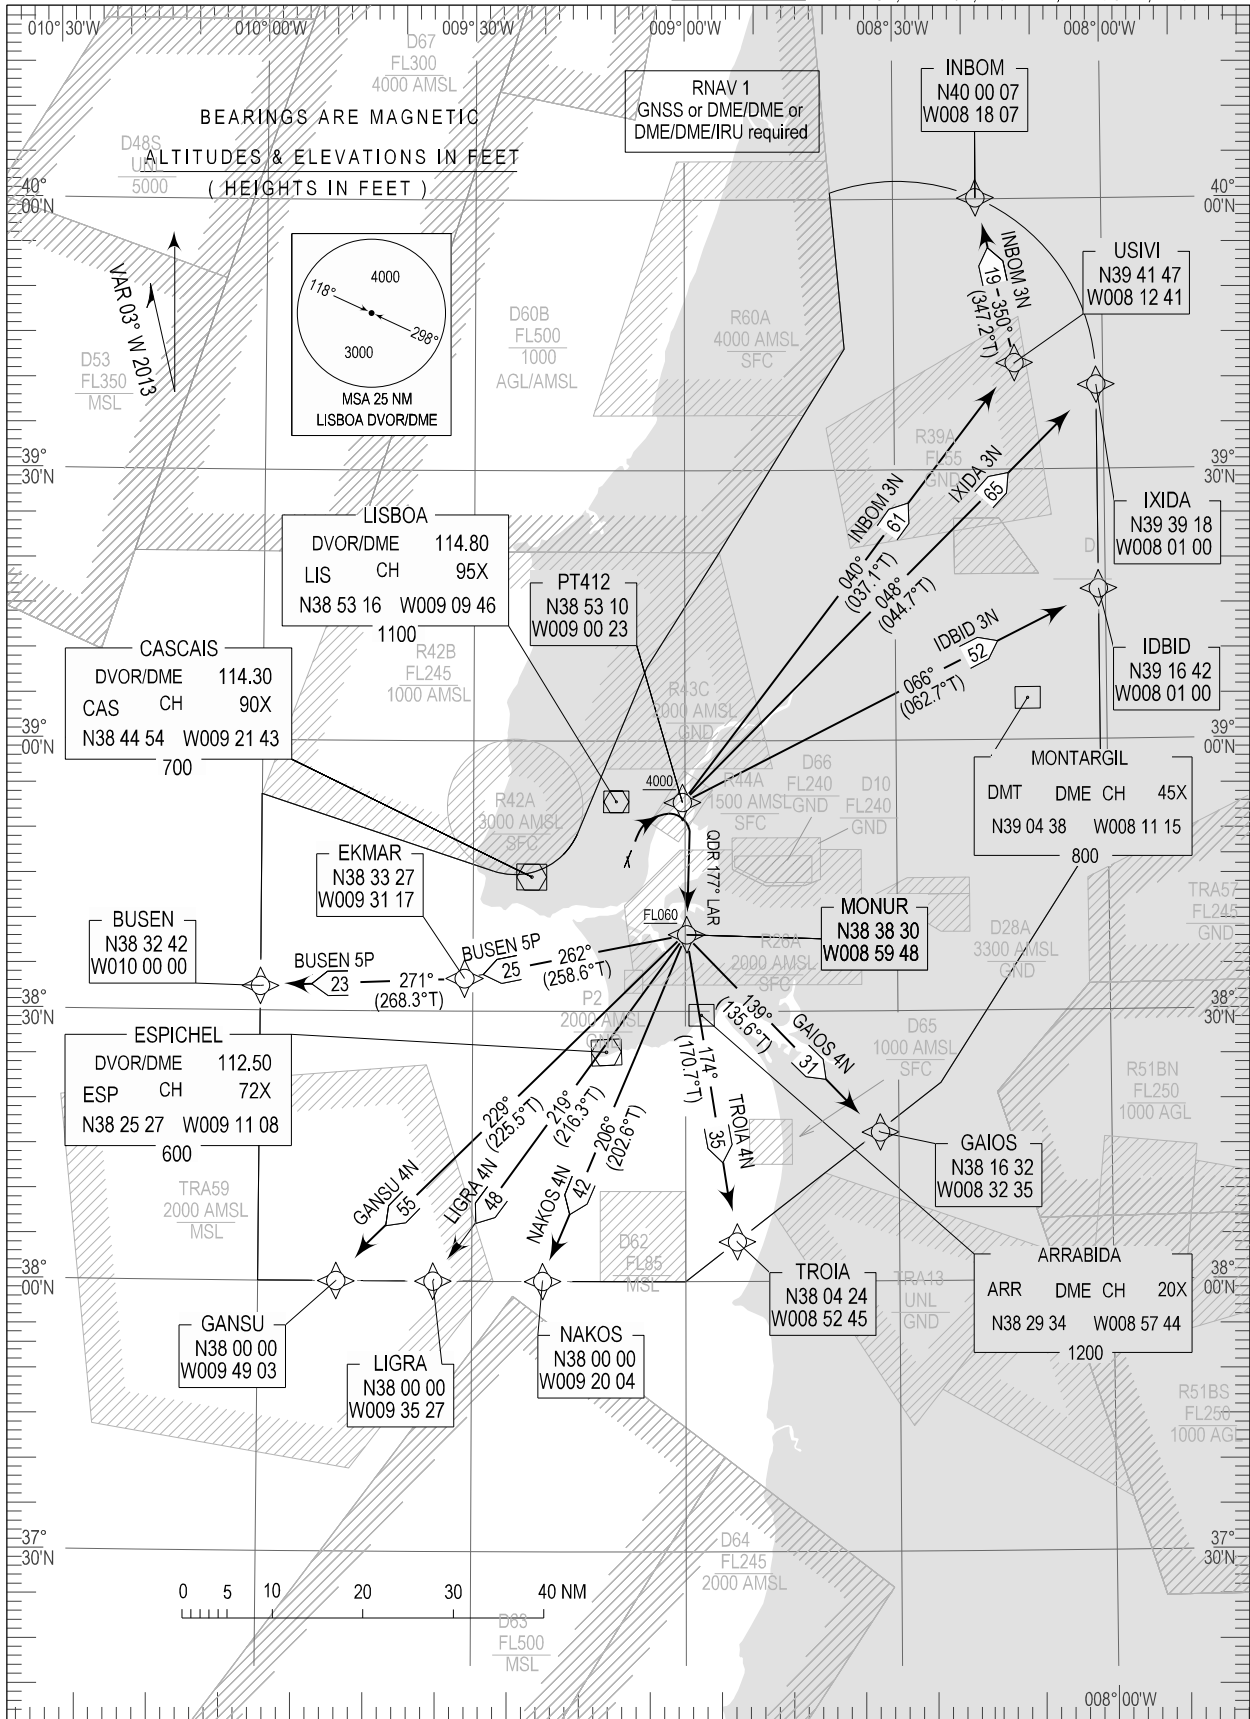 010°30'W
010°00'W
009°30'W
009°00'W
008°30'W
008°00'W
D67
FL300
4000 AMSL
BEARINGS ARE MAGNETIC
ALTITUDES & ELEVATIONS IN FEET
( HEIGHTS IN FEET )
RNAV 1
GNSS or DME/DME or
DME/DME/IRU required
INBOM
N40 00 07
W008 18 07
D48S
UNL
5000
40°
00'N
40°
00'N
VAR 03° W 2013
4000
118°
298°
3000
MSA 25 NM
LISBOA DVOR/DME
D53
FL350
MSL
D60B
FL500
1000
AGL/AMSL
R60A
4000 AMSL
SFC
INBOM 3N
19
350°
(347.2°T)
USIVI
N39 41 47
W008 12 41
39°
30'N
39°
30'N
R39A
FL55
GND
INBOM 3N
61
040°
(037.1°T)
IXIDA 3N
65
048°
(044.7°T)
D
IXIDA
N39 39 18
W008 01 00
LISBOA
DVOR/DME 114.80
LIS CH 95X
N38 53 16 W009 09 46
1100
PT412
N38 53 10
W009 00 23
IDBID 3N
52
066°
(062.7°T)
IDBID
N39 16 42
W008 01 00
CASCAIS
DVOR/DME 114.30
CAS CH 90X
N38 44 54 W009 21 43
700
R42B
FL245
1000 AMSL
R43C
2000 AMSL
GND
39°
00'N
39°
00'N
MONTARGIL
DMT DME CH 45X
N39 04 38 W008 11 15
800
4000
R44A
1500 AMSL
SFC
D66
FL240
GND
D10
FL240
GND
R42A
3000 AMSL
SFC
QDR 177° LAR
EKMAR
N38 33 27
W009 31 17
FL060
MONUR
N38 38 30
W008 59 48
TRA57
FL245
GND
BUSEN
N38 32 42
W010 00 00
BUSEN 5P
23
271°
(268.3°T)
BUSEN 5P
25
262°
(258.6°T)
R26A
2000 AMSL
SFC
D28A
3300 AMSL
GND
38°
30'N
38°
30'N
P2
2000 AMSL
GND
139°
(135.6°T)
GAIOS 4N
31
D65
1000 AMSL
SFC
R51BN
FL250
1000 AGL
ESPICHEL
DVOR/DME 112.50
ESP CH 72X
N38 25 27 W009 11 08
600
229°
(225.5°T)
GANSU 4N
55
219°
(216.3°T)
LIGRA 4N
48
206°
(202.6°T)
NAKOS 4N
42
174°
(170.7°T)
TROIA 4N
35
GAIOS
N38 16 32
W008 32 35
TRA59
2000 AMSL
MSL
D62
FL85
MSL
38°
00'N
38°
00'N
TROIA
N38 04 24
W008 52 45
TRA13
UNL
GND
ARRABIDA
ARR DME CH 20X
N38 29 34 W008 57 44
1200
GANSU
N38 00 00
W009 49 03
LIGRA
N38 00 00
W009 35 27
NAKOS
N38 00 00
W009 20 04
R51BS
FL250
1000 AGL
37°
30'N
37°
30'N
D64
FL245
2000 AMSL
0 5 10 20 30 40 NM
D63
FL500
MSL
008°00'W